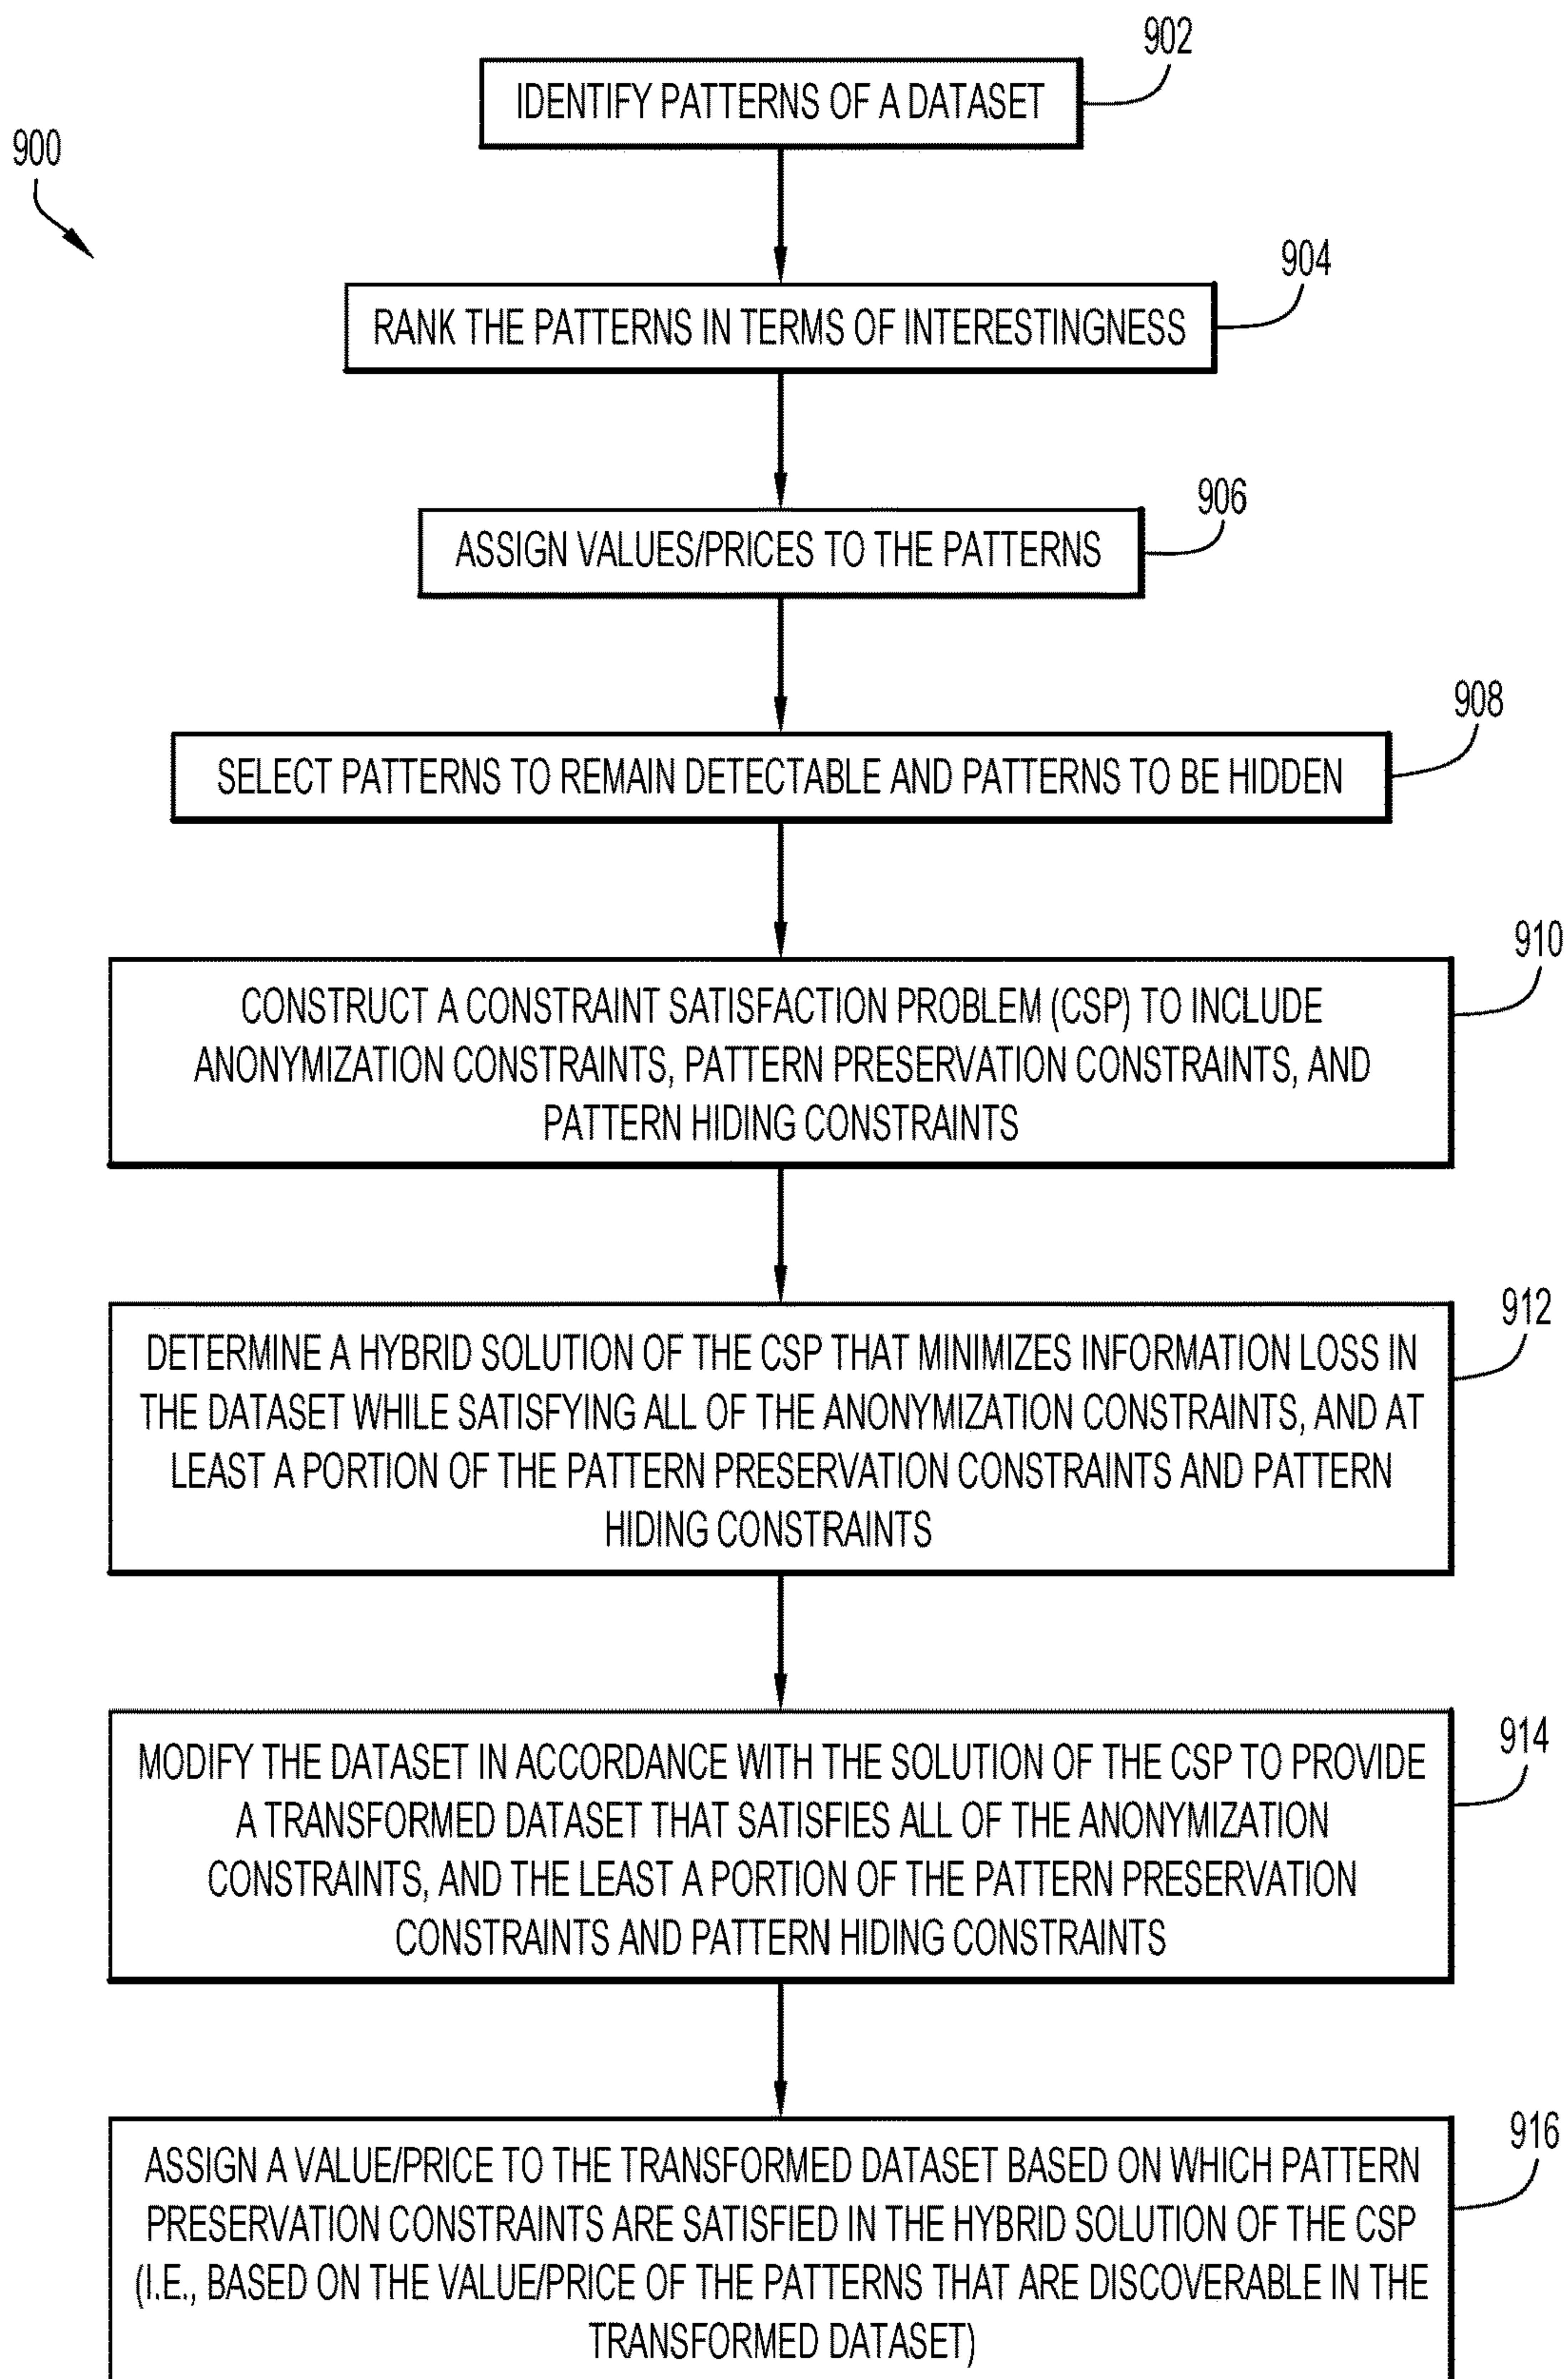 902
IDENTIFY PATTERNS OF A DATASET
900
904
RANK THE PATTERNS IN TERMS OF INTERESTINGNESS
906
ASSIGN VALUES/PRICES TO THE PATTERNS
908
SELECT PATTERNS TO REMAIN DETECTABLE AND PATTERNS TO BE HIDDEN
910
CONSTRUCT A CONSTRAINT SATISFACTION PROBLEM (CSP) TO INCLUDE
ANONYMIZATION CONSTRAINTS, PATTERN PRESERVATION CONSTRAINTS, AND
PATTERN HIDING CONSTRAINTS
912
DETERMINE A HYBRID SOLUTION OF THE CSP THAT MINIMIZES INFORMATION LOSS IN
THE DATASET WHILE SATISFYING ALL OF THE ANONYMIZATION CONSTRAINTS, AND AT
LEAST A PORTION OF THE PATTERN PRESERVATION CONSTRAINTS AND PATTERN
HIDING CONSTRAINTS
914
MODIFY THE DATASET IN ACCORDANCE WITH THE SOLUTION OF THE CSP TO PROVIDE
A TRANSFORMED DATASET THAT SATISFIES ALL OF THE ANONYMIZATION
CONSTRAINTS, AND THE LEAST A PORTION OF THE PATTERN PRESERVATION
CONSTRAINTS AND PATTERN HIDING CONSTRAINTS
916
ASSIGN A VALUE/PRICE TO THE TRANSFORMED DATASET BASED ON WHICH PATTERN
PRESERVATION CONSTRAINTS ARE SATISFIED IN THE HYBRID SOLUTION OF THE CSP
(I.E., BASED ON THE VALUE/PRICE OF THE PATTERNS THAT ARE DISCOVERABLE IN THE
TRANSFORMED DATASET)